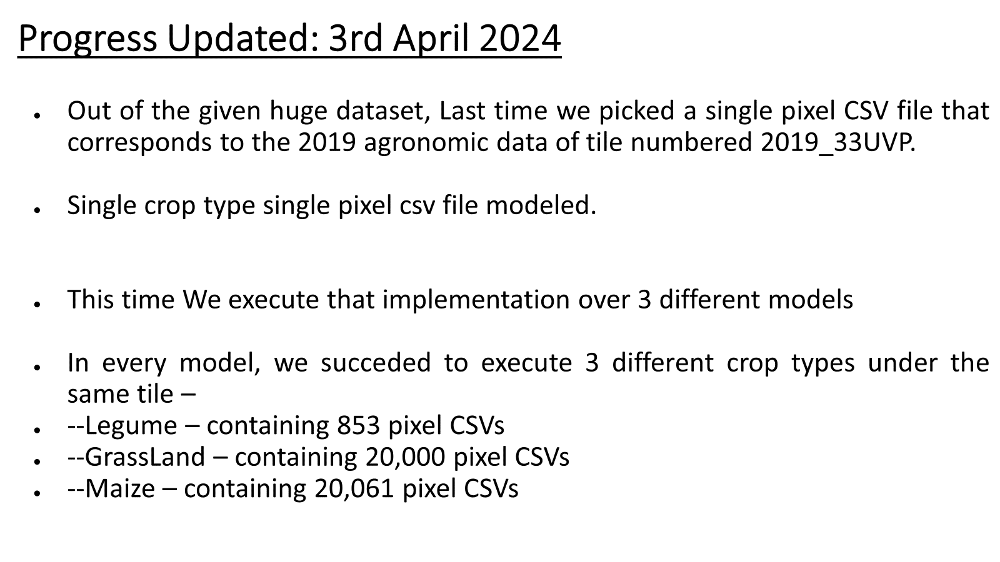 Progress Updated: 3rd April 2024
• Out of the given huge dataset, Last time we picked a single pixel CSV file that
corresponds to the 2019 agronomic data of tile numbered 2019_33UVP.
• Single crop type single pixel csv file modeled.
• This time We execute that implementation over 3 different models
• In every model, we succeded to execute 3 different crop types under the
same tile –
• --Legume – containing 853 pixel CSVs
• --GrassLand – containing 20,000 pixel CSVs
• --Maize – containing 20,061 pixel CSVs